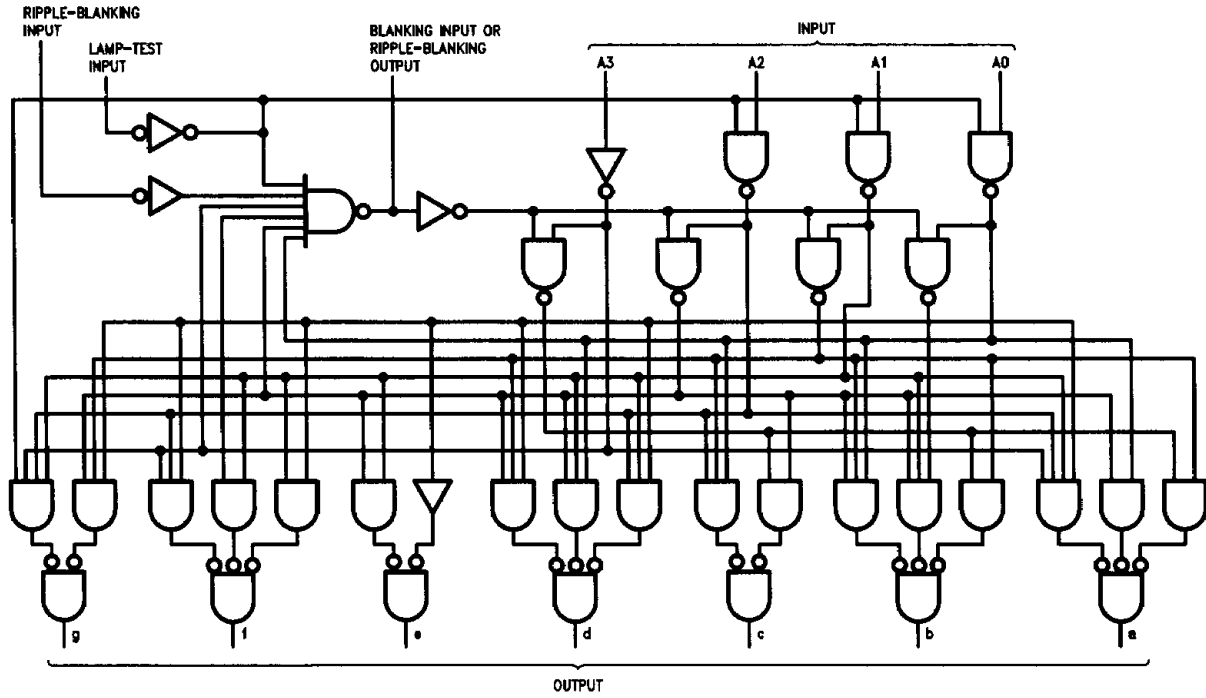 RIPPLE-BLANKING
INPUT
LAMP-TEST
INPUT
BLANKING INPUT OR
RIPPLE-BLANKING
OUTPUT
INPUT
A3
A2
A1
A0
g
f
e
d
c
b
a
OUTPUT